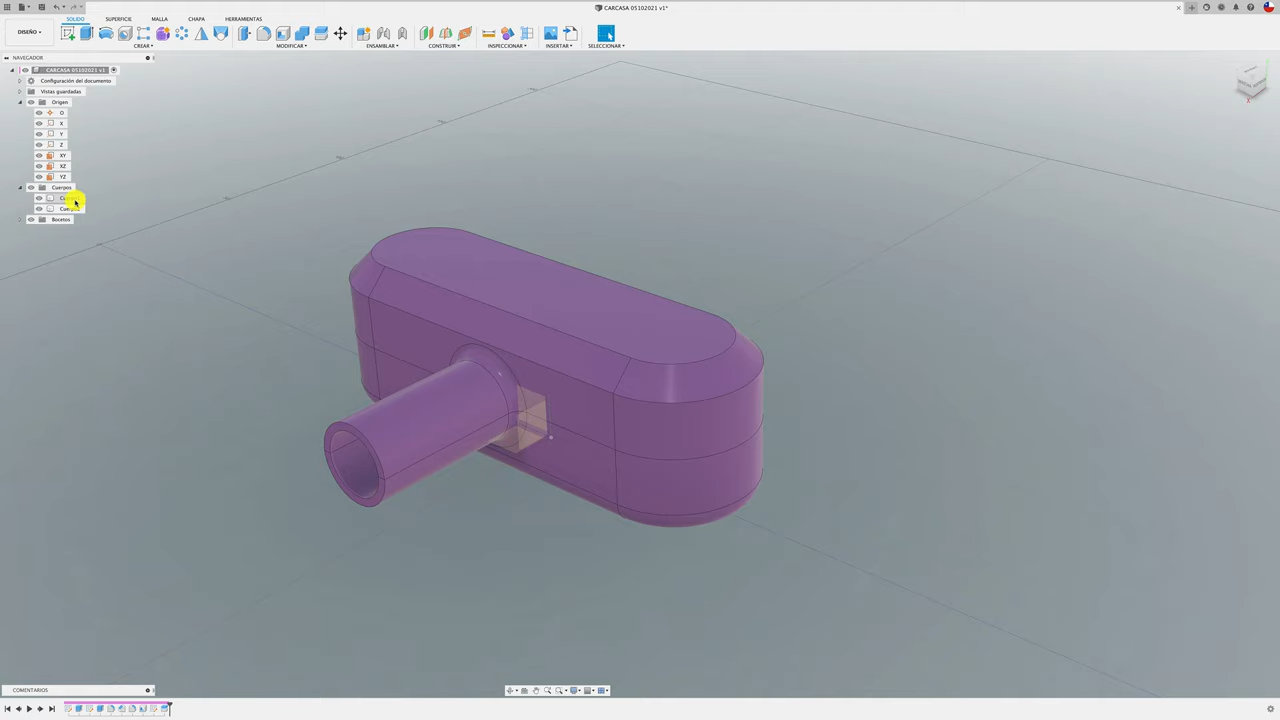 CARCASA 05102021 v1*
DISEÑO
SÓLIDO
SUPERFICIE
MALLA
CHAPA
HERRAMIENTAS
CREAR
MODIFICAR
ENSAMBLAR
CONSTRUIR
INSPECCIONAR
INSERTAR
SELECCIONAR
NAVEGADOR
CARCASA 05102021 v1
Configuración del documento
Vistas guardadas
Origen
O
X
Y
Z
XY
XZ
YZ
Cuerpos
Bocetos
X
COMENTARIOS